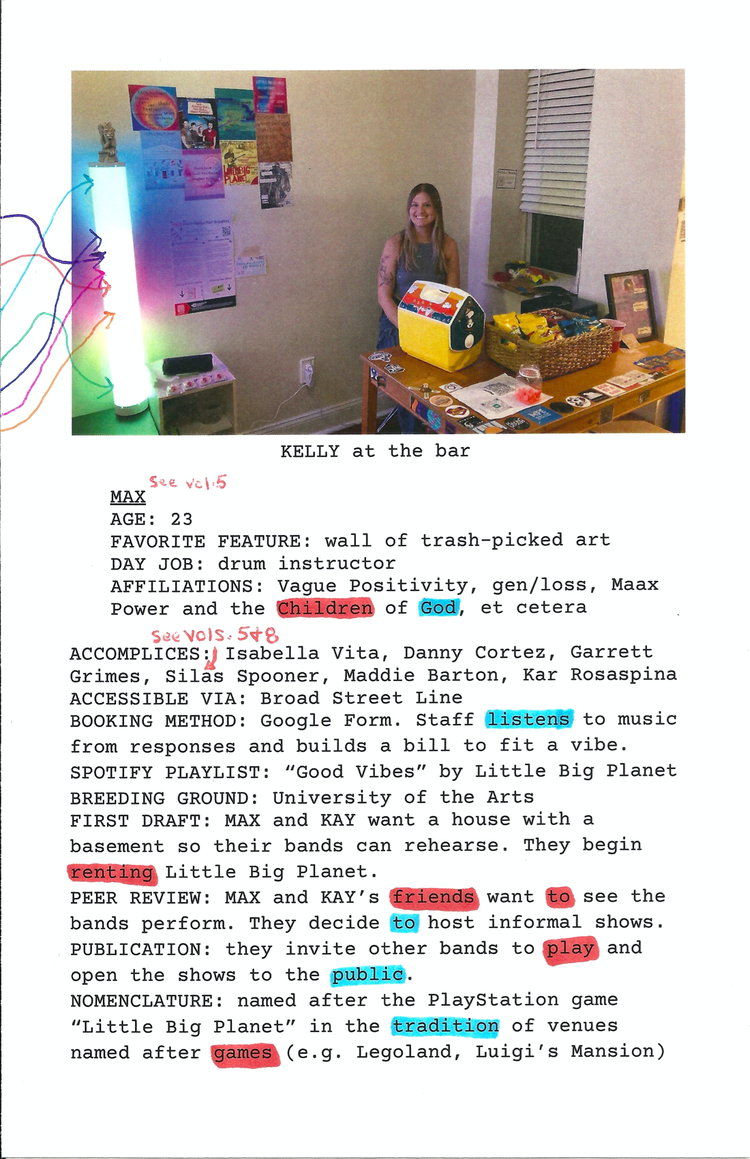 LITTLE BIG PLANET
KELLY at the bar
See vol.5
MAX
AGE: 23
FAVORITE FEATURE: wall of trash-picked art
DAY JOB: drum instructor
AFFILIATIONS: Vague Positivity, gen/loss, Maax
Power and the Children of God, et cetera
See vols. 5+8
ACCOMPLICES: Isabella Vita, Danny Cortez, Garrett
Grimes, Silas Spooner, Maddie Barton, Kar Rosaspina
ACCESSIBLE VIA: Broad Street Line
BOOKING METHOD: Google Form. Staff listens to music
from responses and builds a bill to fit a vibe.
SPOTIFY PLAYLIST: “Good Vibes” by Little Big Planet
BREEDING GROUND: University of the Arts
FIRST DRAFT: MAX and KAY want a house with a
basement so their bands can rehearse. They begin
renting Little Big Planet.
PEER REVIEW: MAX and KAY’s friends want to see the
bands perform. They decide to host informal shows.
PUBLICATION: they invite other bands to play and
open the shows to the public.
NOMENCLATURE: named after the PlayStation game
“Little Big Planet” in the tradition of venues
named after games (e.g. Legoland, Luigi’s Mansion)